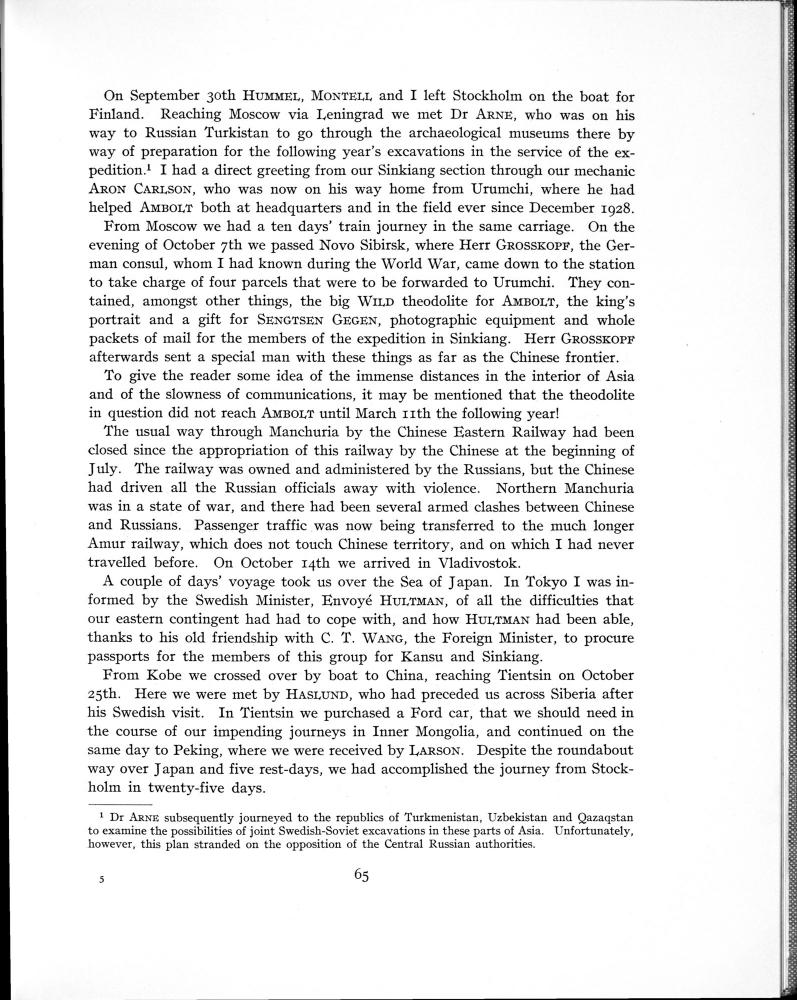 On September 30th HUMMEL, MONTELL and I left Stockholm on the boat for
Finland. Reaching Moscow via Leningrad we met Dr ARNE, who was on his
way to Russian Turkistan to go through the archaeological museums there by
way of preparation for the following year's excavations in the service of the ex-
pedition.¹ I had a direct greeting from our Sinkiang section through our mechanic
ARON CARLSON, who was now on his way home from Urumchi, where he had
helped AMBOLT both at headquarters and in the field ever since December 1928.
From Moscow we had a ten days' train journey in the same carriage. On the
evening of October 7th we passed Novo Sibirsk, where Herr GROSSKOPF, the Ger-
man consul, whom I had known during the World War, came down to the station
to take charge of four parcels that were to be forwarded to Urumchi. They con-
tained, amongst other things, the big WILD theodolite for AMBOLT, the king's
portrait and a gift for SENGTSEN GEGEN, photographic equipment and whole
packets of mail for the members of the expedition in Sinkiang. Herr GROSSKOPF
afterwards sent a special man with these things as far as the Chinese frontier.
To give the reader some idea of the immense distances in the interior of Asia
and of the slowness of communications, it may be mentioned that the theodolite
in question did not reach AMBOLT until March 11th the following year!
The usual way through Manchuria by the Chinese Eastern Railway had been
closed since the appropriation of this railway by the Chinese at the beginning of
July. The railway was owned and administered by the Russians, but the Chinese
had driven all the Russian officials away with violence. Northern Manchuria
was in a state of war, and there had been several armed clashes between Chinese
and Russians. Passenger traffic was now being transferred to the much longer
Amur railway, which does not touch Chinese territory, and on which I had never
travelled before. On October 14th we arrived in Vladivostok.
A couple of days' voyage took us over the Sea of Japan. In Tokyo I was in-
formed by the Swedish Minister, Envoyé HULTMAN, of all the difficulties that
our eastern contingent had had to cope with, and how HULTMAN had been able,
thanks to his old friendship with C. T. WANG, the Foreign Minister, to procure
passports for the members of this group for Kansu and Sinkiang.
From Kobe we crossed over by boat to China, reaching Tientsin on October
25th. Here we were met by HASLUND, who had preceded us across Siberia after
his Swedish visit. In Tientsin we purchased a Ford car, that we should need in
the course of our impending journeys in Inner Mongolia, and continued on the
same day to Peking, where we were received by LARSON. Despite the roundabout
way over Japan and five rest-days, we had accomplished the journey from Stock-
holm in twenty-five days.
¹ Dr ARNE subsequently journeyed to the republics of Turkmenistan, Uzbekistan and Qazaqstan
to examine the possibilities of joint Swedish-Soviet excavations in these parts of Asia. Unfortunately,
however, this plan stranded on the opposition of the Central Russian authorities.
5
65